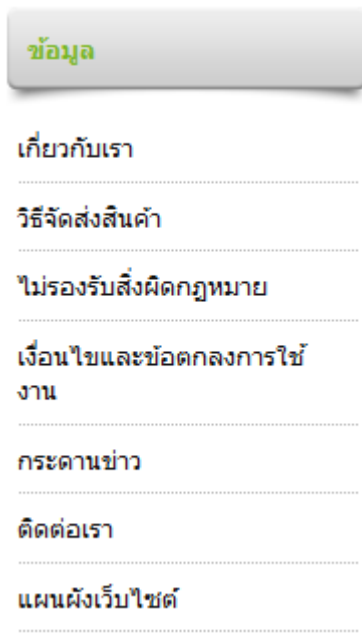 ข้อมูล
เกี่ยวกับเรา
วิธีจัดส่งสินค้า
ไม่รองรับสิ่งผิดกฎหมาย
เงื่อนไขและข้อตกลงการใช้
งาน
กระดานข่าว
ติดต่อเรา
แผนผังเว็บไซต์